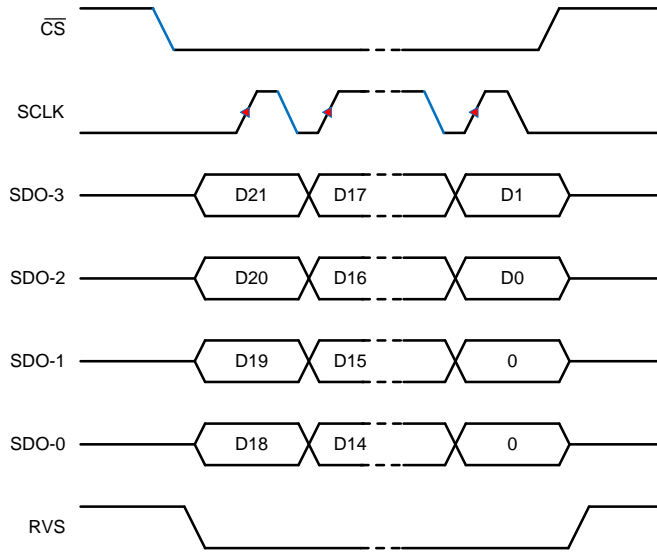 C̅S̅
SCLK
SDO-3 D21 D17 D1
SDO-2 D20 D16 D0
SDO-1 D19 D15 0
SDO-0 D18 D14 0
RVS